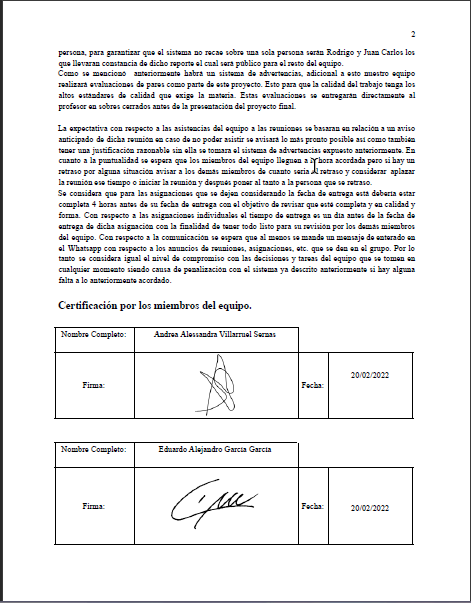 2
persona, para garantizar que el sistema no recae sobre una sola persona serán Rodrigo y Juan Carlos los
que llevaran constancia de dicho reporte el cual será público para el resto del equipo.
Como se mencionó anteriormente habrá un sistema de advertencias, adicional a esto nuestro equipo
realizará evaluaciones de pares como parte de este proyecto. Esto para que la calidad del trabajo tenga los
altos estándares de calidad que exige la materia. Estas evaluaciones se entregarán directamente al
profesor en sobres cerrados antes de la presentación del proyecto final.
La expectativa con respecto a las asistencias del equipo a las reuniones se basaran en relación a un aviso
anticipado de dicha reunión en caso de no poder asistir se avisará lo más pronto posible así como también
tener una justificación razonable sin ella se tomara el sistema de advertencias expuesto anteriormente. En
cuanto a la puntualidad se espera que los miembros del equipo lleguen a hora acordada pero si hay un
retraso por alguna situación avisar a los demás miembros de cuanto sería el retraso y considerar aplazar
la reunión ese tiempo o iniciar la reunión y después poner al tanto a la persona que se retraso.
Se considera que para las asignaciones que se dejen considerando la fecha de entrega está debería estar
completa 4 horas antes de su fecha de entrega con el objetivo de revisar que esté completa y en calidad y
forma. Con respecto a las asignaciones individuales el tiempo de entrega es un día antes de la fecha de
entrega de dicha asignación con la finalidad de tener todo listo para su revisión por los demás miembros
del equipo. Con respecto a la comunicación se espera que al menos se mande un mensaje de enterado en
el Whatsapp con respecto a los anuncios de reuniones, asignaciones, etc. que se den en el grupo. Por lo
tanto se considera igual el nivel de compromiso con las decisiones y tareas del equipo que se tomen en
cualquier momento siendo causa de penalización con el sistema ya descrito anteriormente si hay alguna
falta a lo anteriormente acordado.
Certificación por los miembros del equipo.
Nombre Completo: Andrea Alessandra Villarruel Sernas
Firma: Fecha: 20/02/2022
Nombre Completo: Eduardo Alejandro García García
Firma: Fecha: 20/02/2022